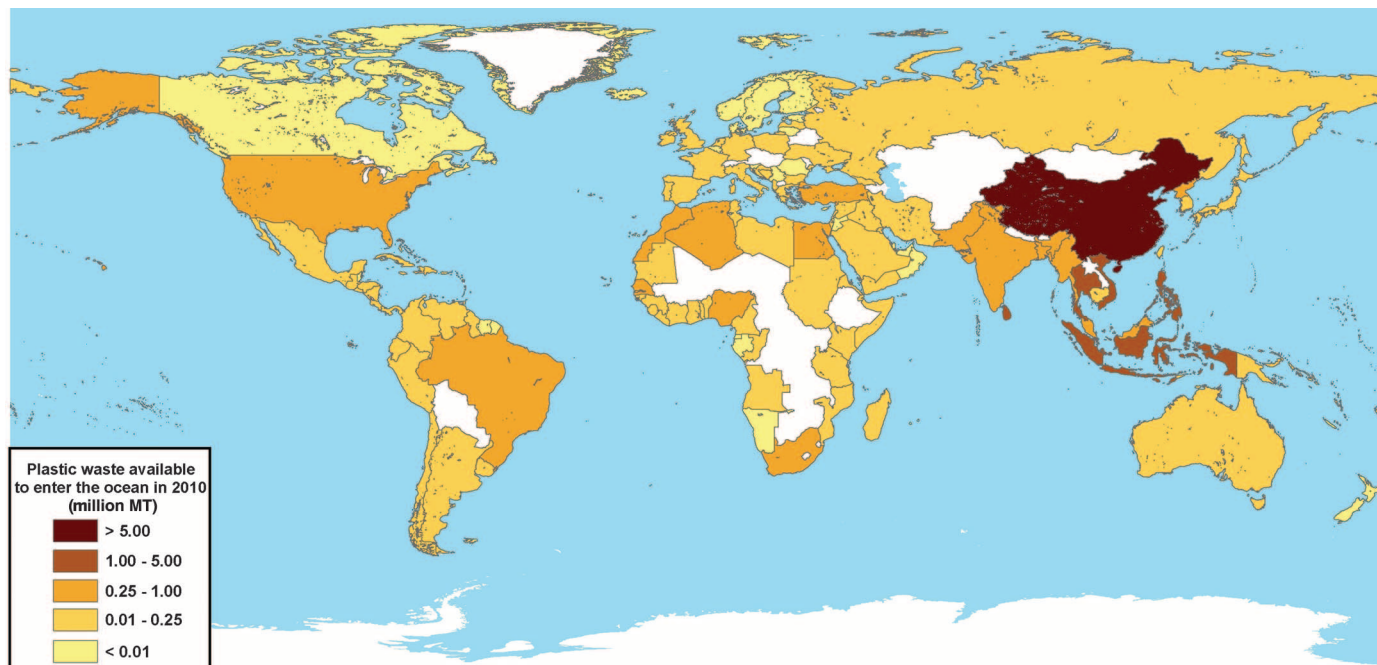 Plastic waste available
to enter the ocean in 2010
(million MT)
> 5.00
1.00 - 5.00
0.25 - 1.00
0.01 - 0.25
< 0.01